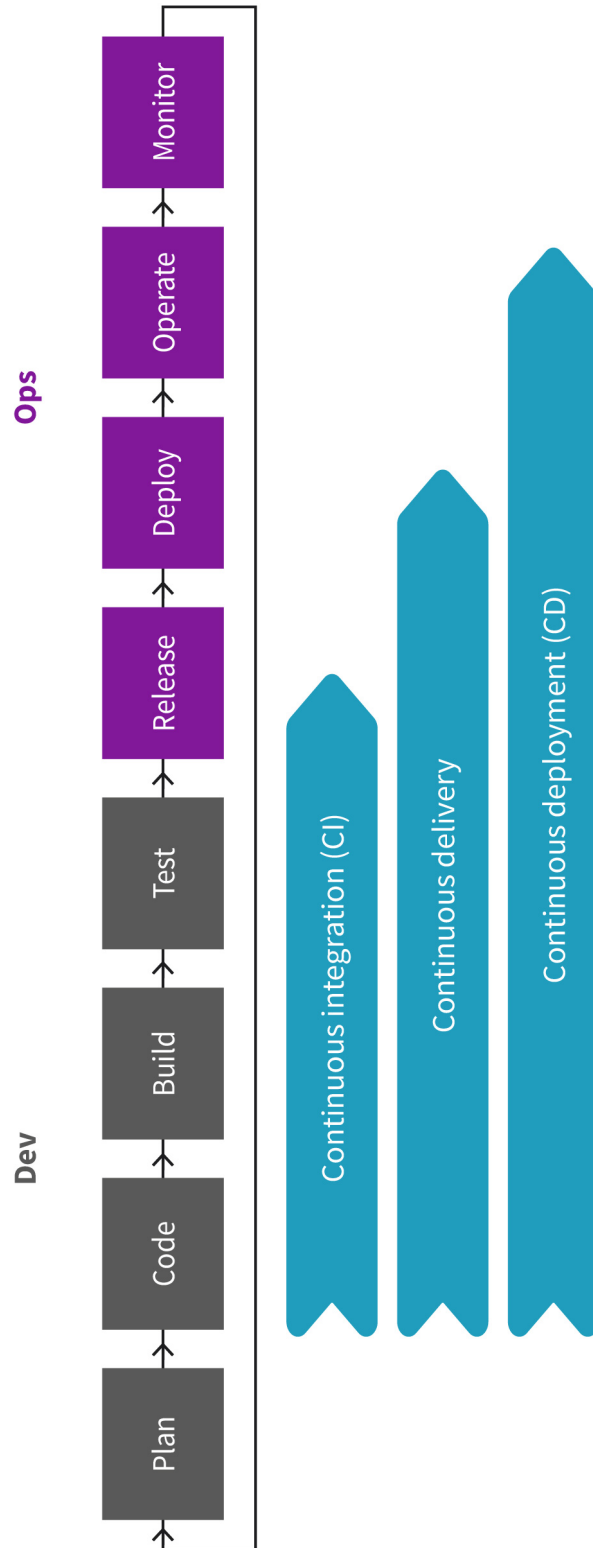 Dev
Ops
Plan
Code
Build
Test
Release
Deploy
Operate
Monitor
Continuous integration (CI)
Continuous delivery
Continuous deployment (CD)